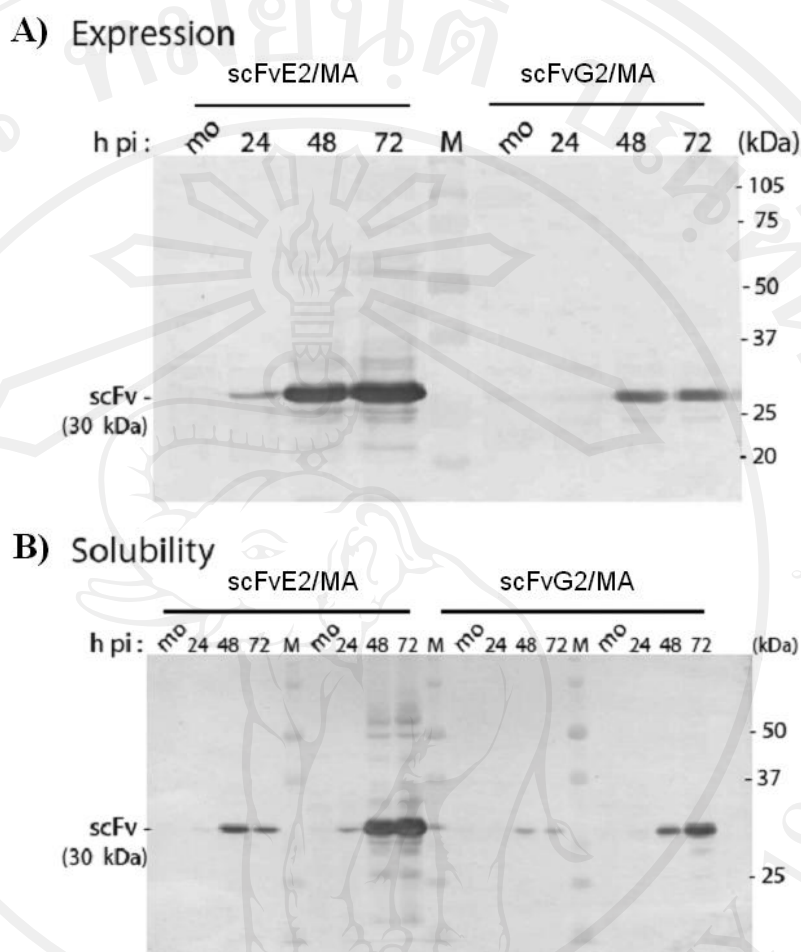 A) Expression
scFvE2/MA scFvG2/MA
h pi : mo 24 48 72 M mo 24 48 72 (kDa)
- 105
- 75
- 50
- 37
scFv -
(30 kDa)
- 25
- 20
B) Solubility
scFvE2/MA scFvG2/MA
h pi : mo 24 48 72 M mo 24 48 72 M mo 24 48 72 M mo 24 48 72 (kDa)
- 50
- 37
scFv -
(30 kDa)
- 25